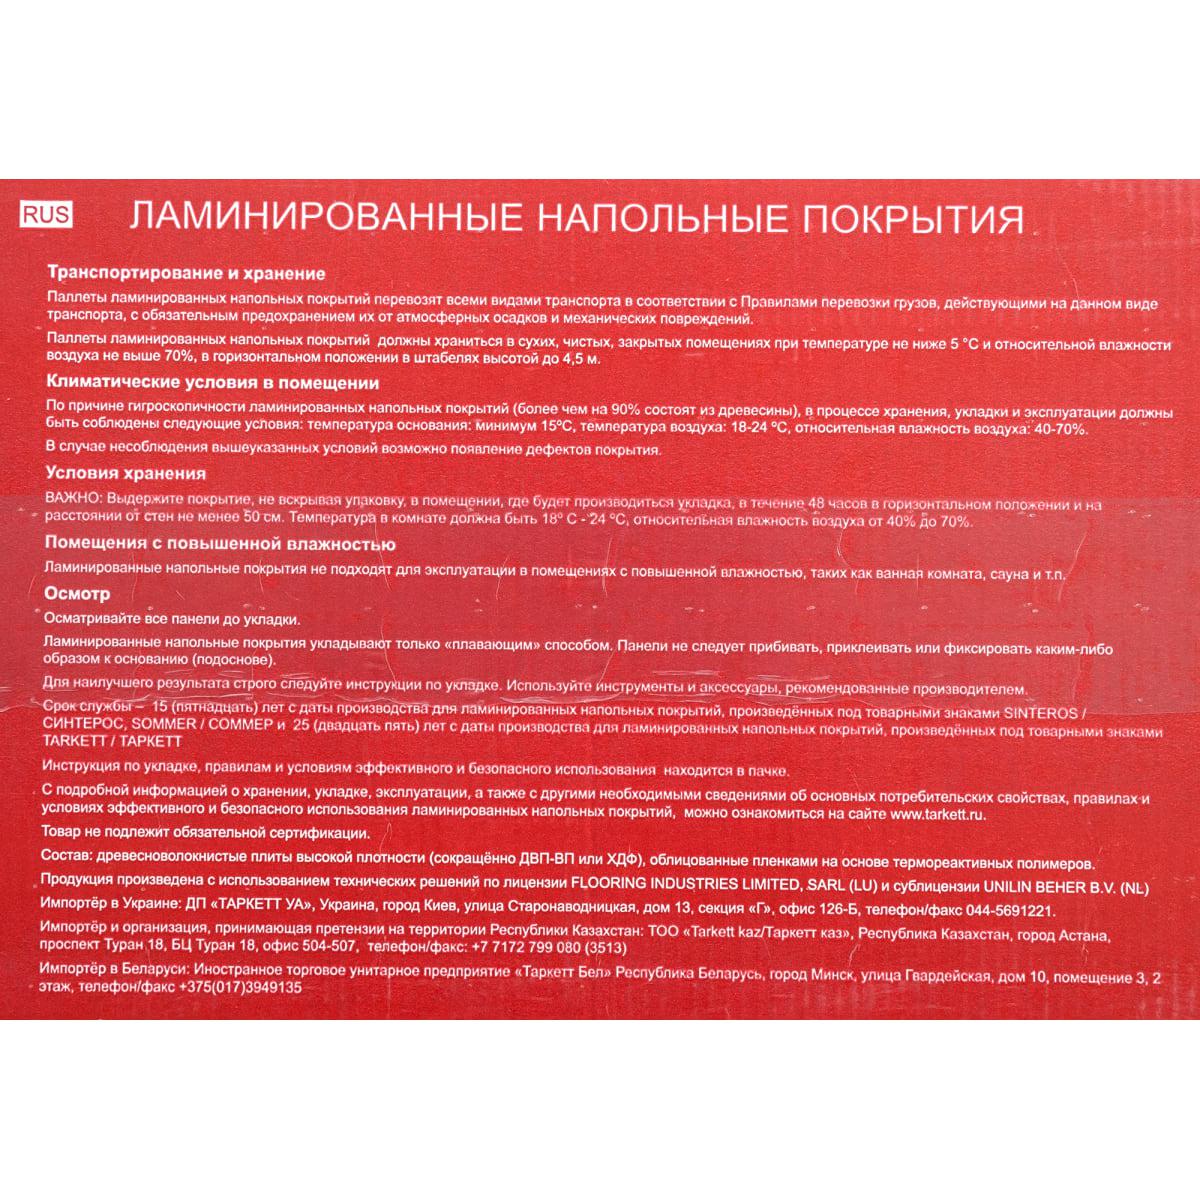 RUS ЛАМИНИРОВАННЫЕ НАПОЛЬНЫЕ ПОКРЫТИЯ
Транспортирование и хранение
Паллеты ламинированных напольных покрытий перевозят всеми видами транспорта в соответствии с Правилами перевозки грузов, действующими на данном виде
транспорта, с обязательным предохранением их от атмосферных осадков и механических повреждений.
Паллеты ламинированных напольных покрытий должны храниться в сухих, чистых, закрытых помещениях при температуре не ниже 5 °С и относительной влажности
воздуха не выше 70%, в горизонтальном положении в штабелях высотой до 4,5 м.
Климатические условия в помещении
По причине гигроскопичности ламинированных напольных покрытий (более чем на 90% состоят из древесины), в процессе хранения, укладки и эксплуатации должны
быть соблюдены следующие условия: температура основания: минимум 15ºС, температура воздуха: 18-24 ºС, относительная влажность воздуха: 40-70%.
В случае несоблюдения вышеуказанных условий возможно появление дефектов покрытия.
Условия хранения
ВАЖНО: Выдержите покрытие, не вскрывая упаковку, в помещении, где будет производиться укладка, в течение 48 часов в горизонтальном положении и на
расстоянии от стен не менее 50 см. Температура в комнате должна быть 18º С - 24 ºС, относительная влажность воздуха от 40% до 70%.
Помещения с повышенной влажностью
Ламинированные напольные покрытия не подходят для эксплуатации в помещениях с повышенной влажностью, таких как ванная комната, сауна и т.п.
Осмотр
Осматривайте все панели до укладки.
Ламинированные напольные покрытия укладывают только «плавающим» способом. Панели не следует прибивать, приклеивать или фиксировать каким-либо
образом к основанию (подоснове).
Для наилучшего результата строго следуйте инструкции по укладке. Используйте инструменты и аксессуары, рекомендованные производителем.
Срок службы – 15 (пятнадцать) лет с даты производства для ламинированных напольных покрытий, произведённых под товарными знаками SINTEROS /
СИНТЕРОС, SOMMER / СОММЕР и 25 (двадцать пять) лет с даты производства для ламинированных напольных покрытий, произведённых под товарными знаками
TARKETT / ТАРКЕТТ
Инструкция по укладке, правилам и условиям эффективного и безопасного использования находится в пачке.
С подробной информацией о хранении, укладке, эксплуатации, а также с другими необходимыми сведениями об основных потребительских свойствах, правилах и
условиях эффективного и безопасного использования ламинированных напольных покрытий, можно ознакомиться на сайте www.tarkett.ru.
Товар не подлежит обязательной сертификации.
Состав: древесноволокнистые плиты высокой плотности (сокращённо ДВП-ВП или ХДФ), облицованные пленками на основе термореактивных полимеров.
Продукция произведена с использованием технических решений по лицензии FLOORING INDUSTRIES LIMITED, SARL (LU) и сублицензии UNILIN BEHER B.V. (NL)
Импортёр в Украине: ДП «ТАРКЕТТ УА», Украина, город Киев, улица Старонаводницкая, дом 13, секция «Г», офис 126-Б, телефон/факс 044-5691221.
Импортёр и организация, принимающая претензии на территории Республики Казахстан: ТОО «Tarkett kaz/Таркетт каз», Республика Казахстан, город Астана,
проспект Туран 18, БЦ Туран 18, офис 504-507, телефон/факс: +7 7172 799 080 (3513)
Импортёр в Беларуси: Иностранное торговое унитарное предприятие «Таркетт Бел» Республика Беларусь, город Минск, улица Гвардейская, дом 10, помещение 3, 2
этаж, телефон/факс +375(017)3949135